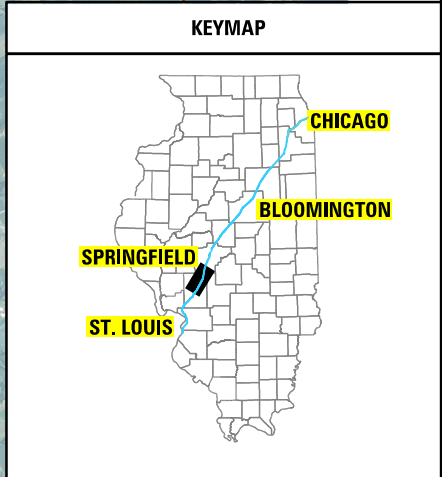 KEYMAP
CHICAGO
BLOOMINGTON
SPRINGFIELD
ST. LOUIS